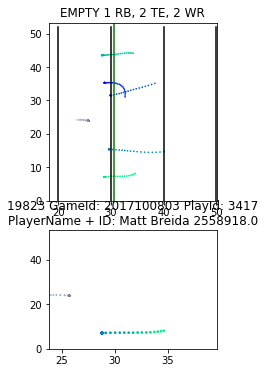 EMPTY 1 RB, 2 TE, 2 WR
50
40
30
20
10
0
20 30 40 50
19823 GameId: 2017100803 PlayId: 3417
PlayerName + ID: Matt Breida 2558918.0
40
20
0
25 30 35